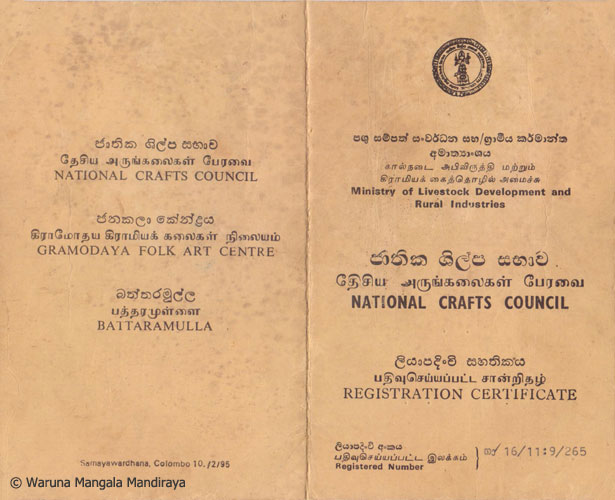 ජාතික ශිල්ප සභාව
தேசிய அருங்கலைகள் பேரவை
NATIONAL CRAFTS COUNCIL
ජනකලා කේන්ද්‍රය
கிராமோதய கிராமியக் கலைகள் நிலையம்
GRAMODAYA FOLK ART CENTRE
බත්තරමුල්ල
பத்தரமுள்ளை
BATTARAMULLA
Samayawardhana, Colombo 10./2/95
© Waruna Mangala Mandiraya
පශු සම්පත් සංවර්ධන සහ/ග්‍රාමීය කර්මාන්ත
අමාත්‍යාංශය
கால்நடை அபிவிருத்தி மற்றும்
கிராமியக் கைத்தொழில் அமைச்சு
Ministry of Livestock Development and
Rural Industries
ජාතික ශිල්ප සභාව
தேசிய அருங்கலைகள் பேரவை
NATIONAL CRAFTS COUNCIL
ලියාපදිංචි සහතිකය
பதிவுசெய்யப்பட்ட சான்றிதழ்
REGISTRATION CERTIFICATE
ලියාපදිංචි අංකය
பதிவுசெய்யப்பட்ட இலக்கம்
Registered Number
16/11:9/265